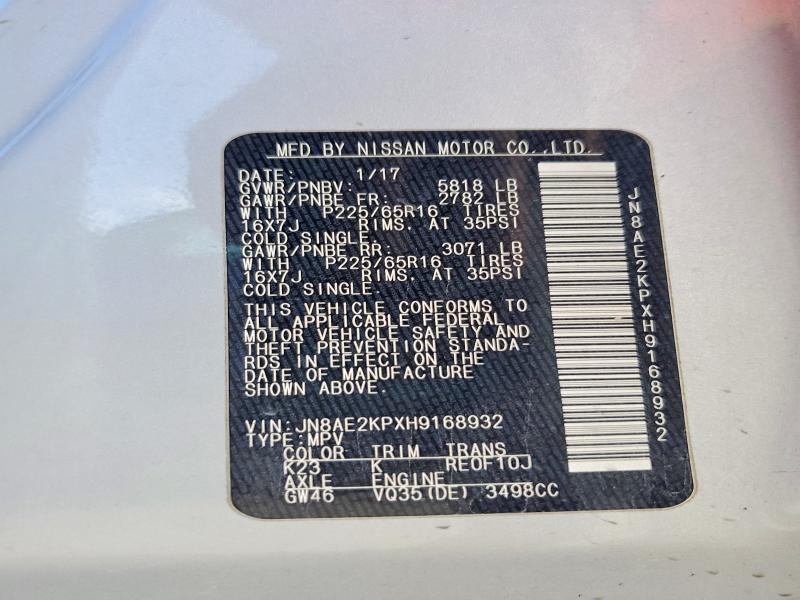 MFD BY NISSAN MOTOR CO.,LTD.
DATE: 1/17
GVWR/PNBV: 5818 LB
GAWR/PNBE FR: 2782 LB
WITH P225/65R16 TIRES
16X7J RIMS. AT 35PSI
COLD SINGLE.
GAWR/PNBE RR: 3071 LB
WITH P225/65R16 TIRES
16X7J RIMS. AT 35PSI
COLD SINGLE.
THIS VEHICLE CONFORMS TO
ALL APPLICABLE FEDERAL
MOTOR VEHICLE SAFETY AND
THEFT PREVENTION STANDA-
RDS IN EFFECT ON THE
DATE OF MANUFACTURE
SHOWN ABOVE.
VIN:JN8AE2KPXH9168932
TYPE:MPV
COLOR TRIM TRANS
K23 K RE0F10J
AXLE ENGINE
GW46 VQ35(DE) 3498CC
JN8AE2KPXH9168932